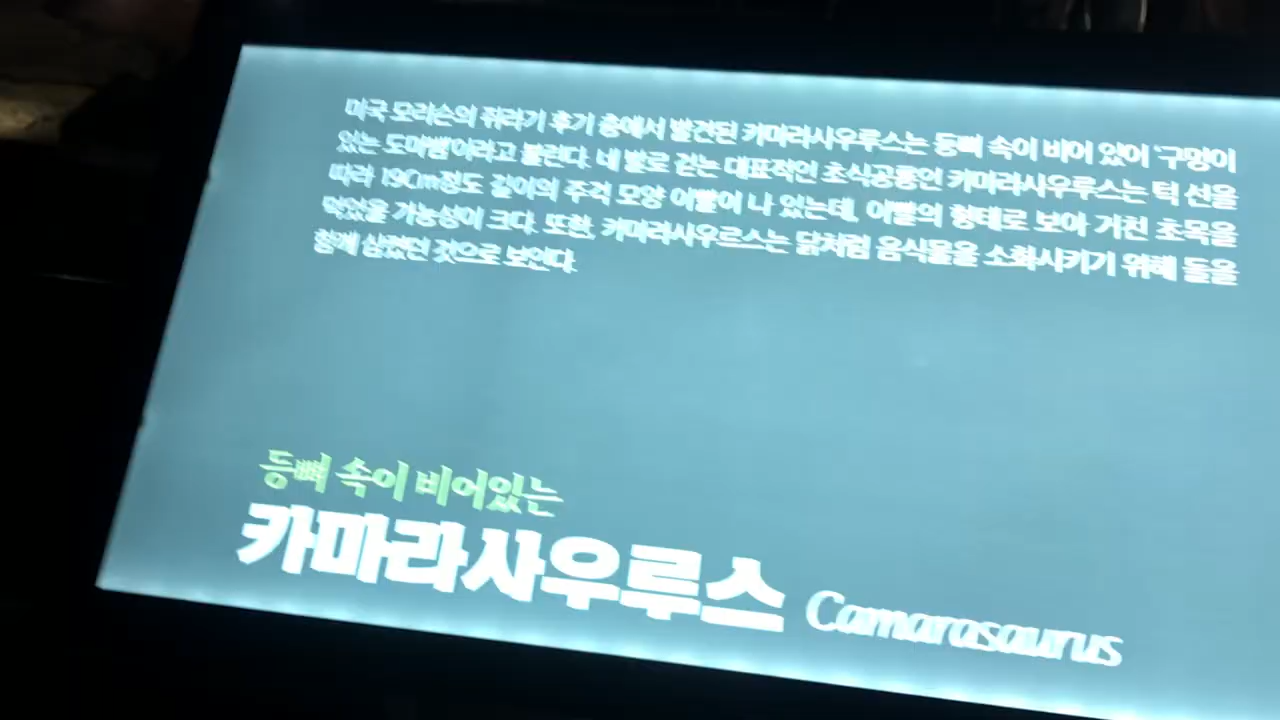 미국 모리슨의 쥐라기 후기 층에서 발견된 카마라사우루스는 등뼈 속이 비어 있어 '구멍이
있는 도마뱀'이라고 불린다. 네 발로 걷는 대표적인 초식공룡인 카마라사우루스는 턱 선을
따라 19Cm정도 길이의 주걱 모양 이빨이 나 있는데, 이빨의 형태로 보아 거친 초목을
먹었을 가능성이 크다. 또한, 카마라사우르스는 닭처럼 음식물을 소화시키기 위해 돌을
함께 삼켰던 것으로 보인다.
등뼈 속이 비어있는
카마라사우루스 Camarasaurus